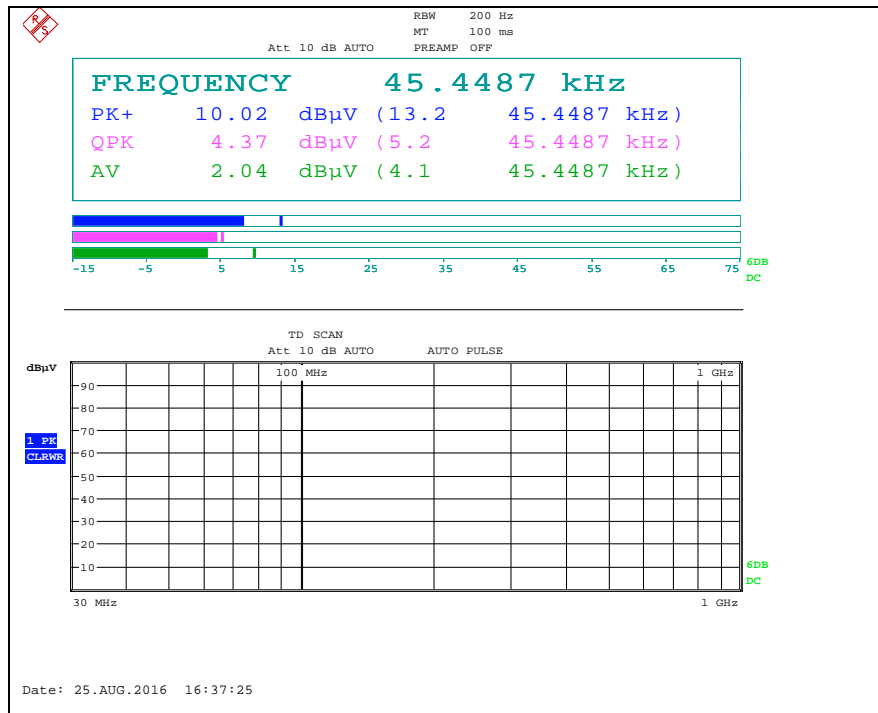 R S
RBW 200 Hz
MT 100 ms
Att 10 dB AUTO PREAMP OFF
FREQUENCY 45.4487 kHz
PK+ 10.02 dBµV (13.2 45.4487 kHz)
QPK 4.37 dBµV (5.2 45.4487 kHz)
AV 2.04 dBµV (4.1 45.4487 kHz)
-15 -5 5 15 25 35 45 55 65 75
6DB
DC
TD SCAN
Att 10 dB AUTO AUTO PULSE
dBµV
100 MHz 1 GHz
90
80
70
1 PK
CLRWR
60
50
40
30
20
10
6DB
DC
30 MHz 1 GHz
Date: 25.AUG.2016 16:37:25